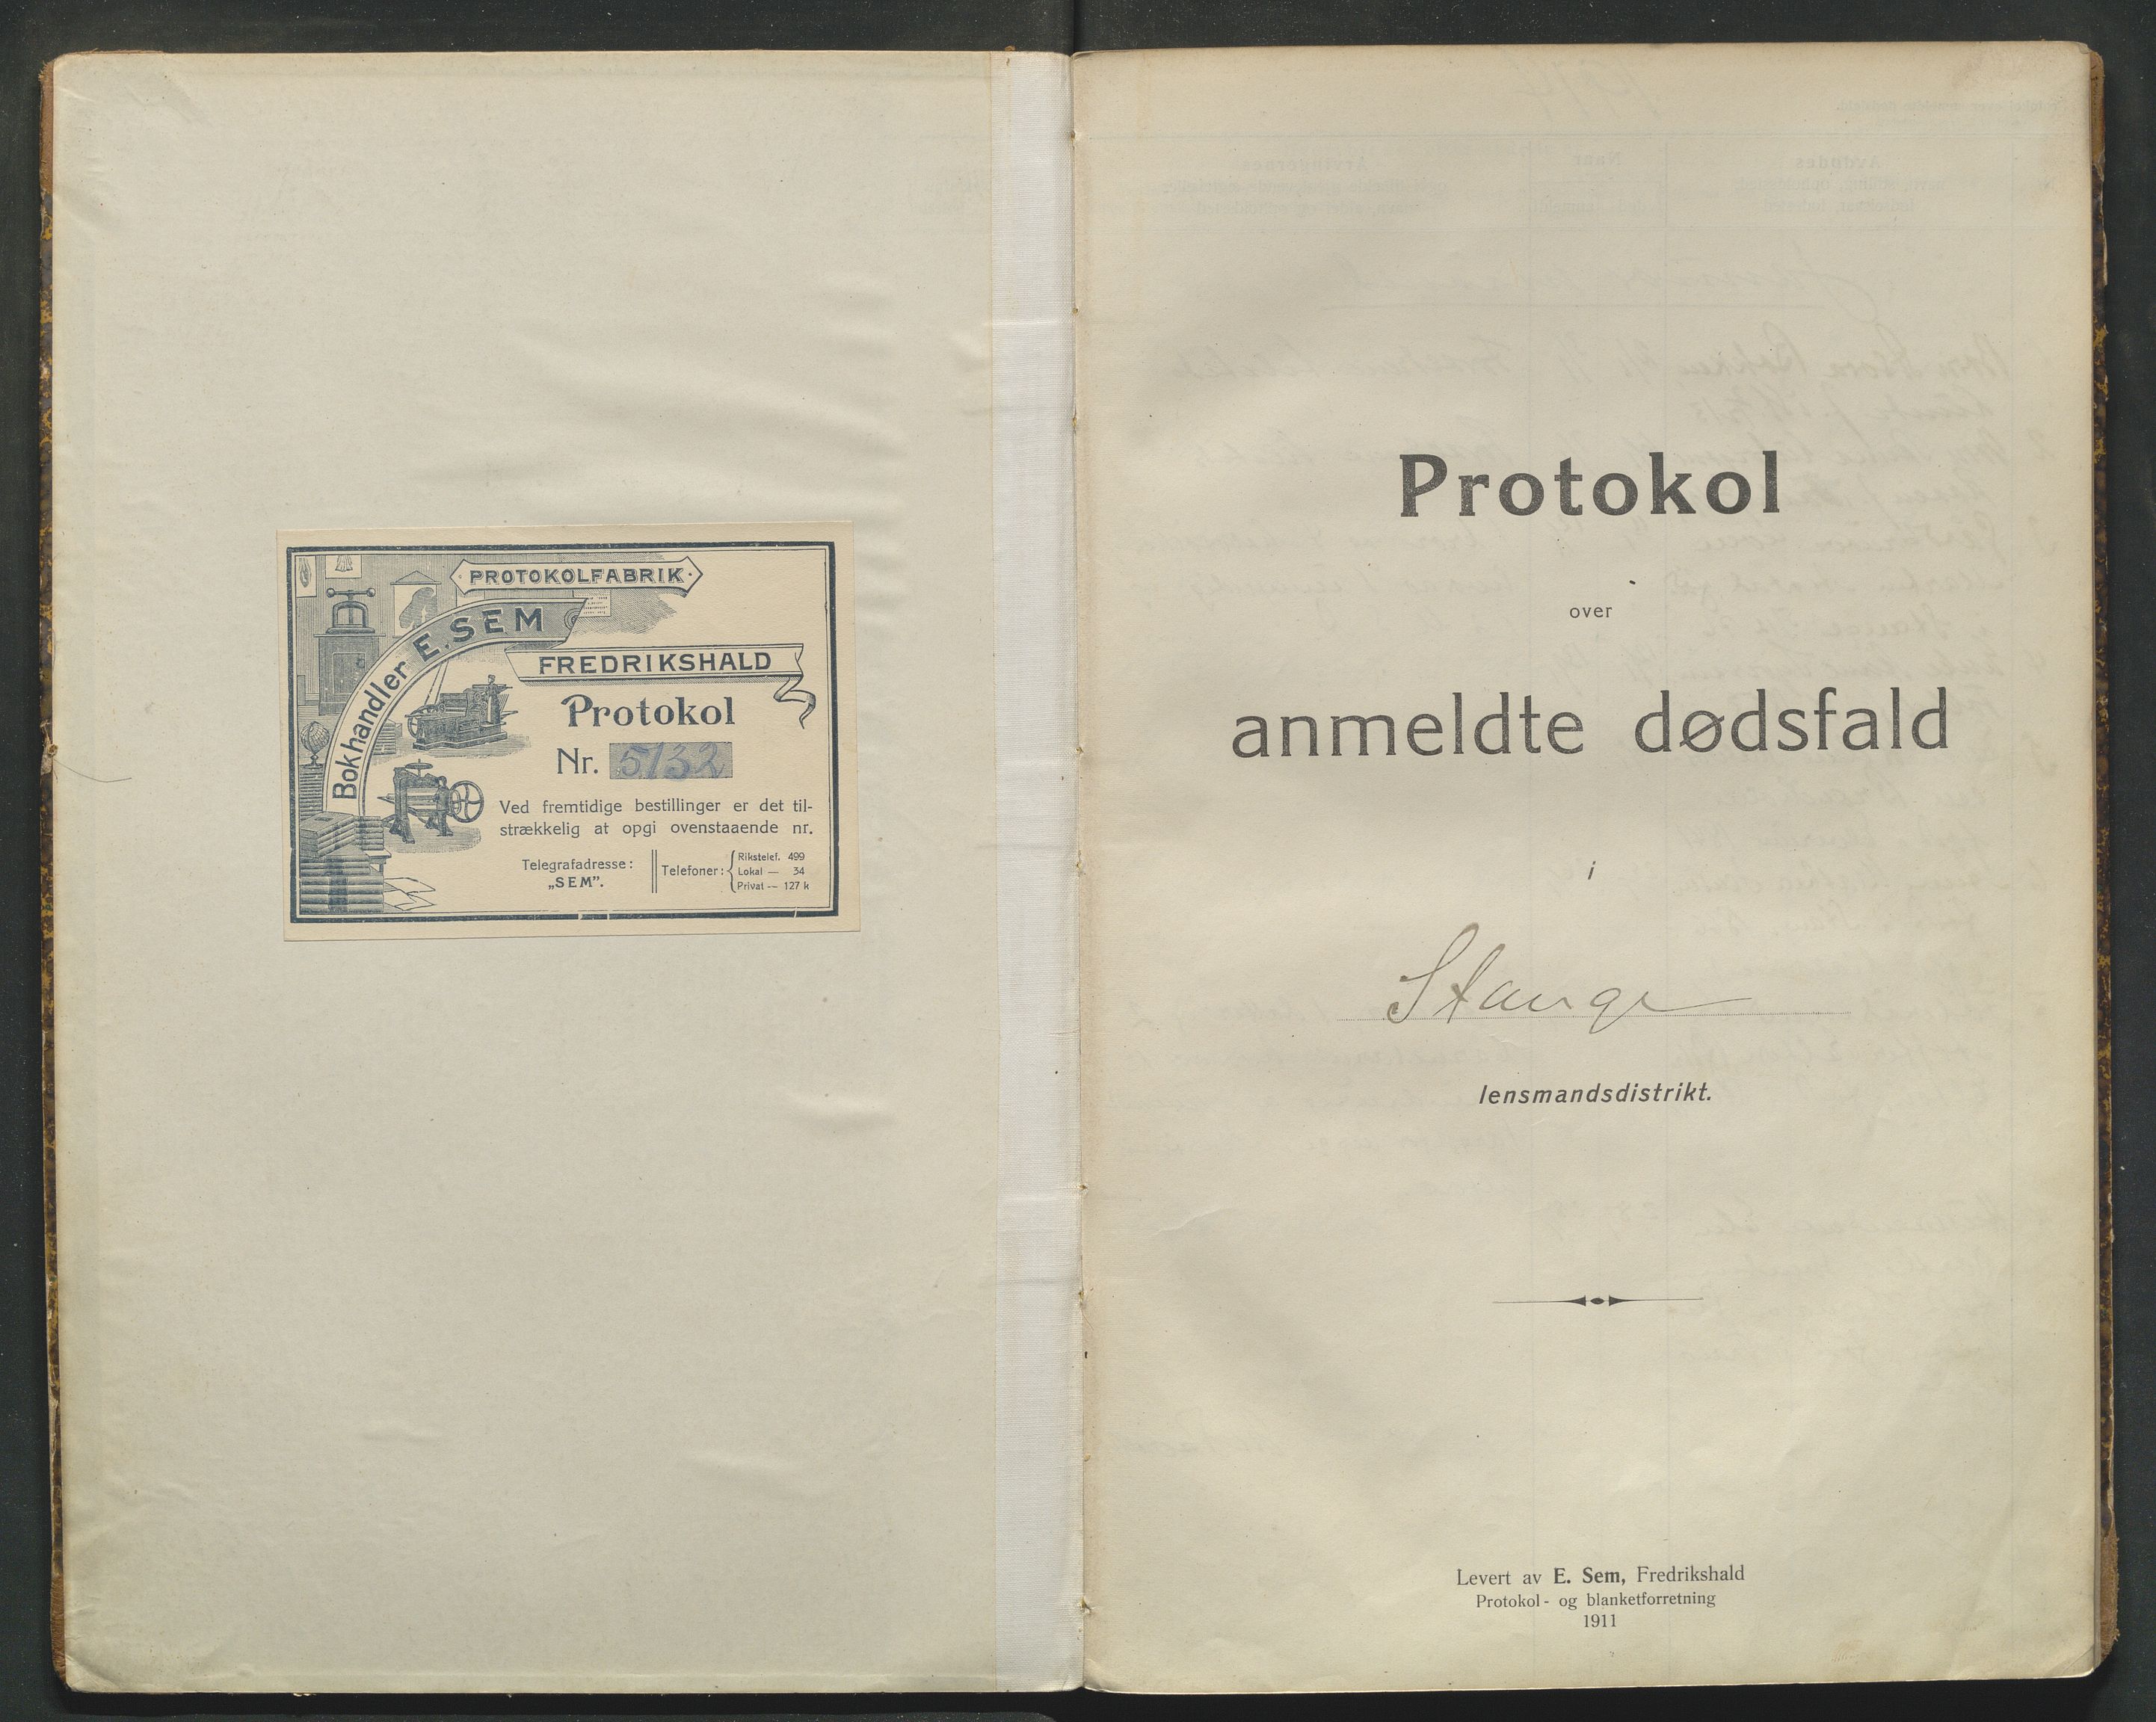 PROTOKOLFABRIK
Bokhandler E. SEM
FREDRIKSHALD
Protokol
Nr. 5132
Ved fremtidige bestillinger er det til-
strækkelig at opgi ovenstaaende nr.
Telegrafadresse:
„SEM".
Telefoner:
Rikstelef. 499
Lokal — 34
Privat -- 127 k
Protokol
over
anmeldte dødsfald
i
Stange
lensmandsdistrikt.
Levert av E. Sem, Fredrikshald
Protokol- og blanketforretning
1911